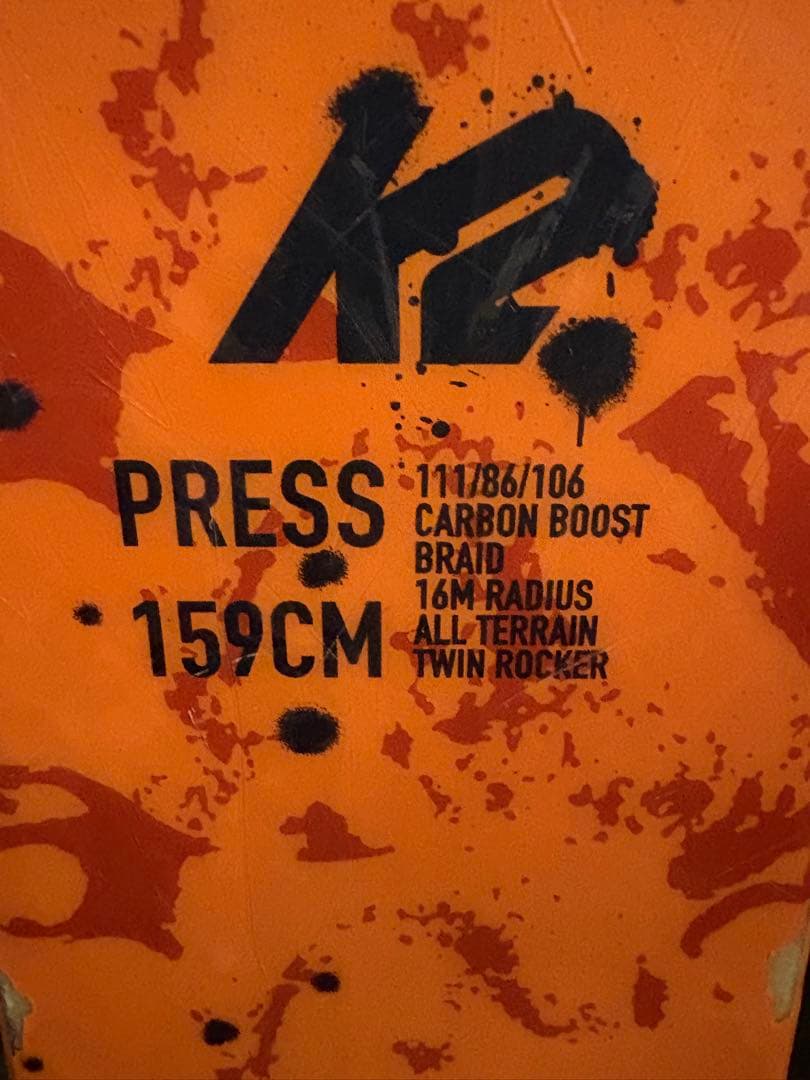 K2
PRESS
159CM
111/86/106
CARBON BOOST
BRAID
16M RADIUS
ALL TERRAIN
TWIN ROCKER